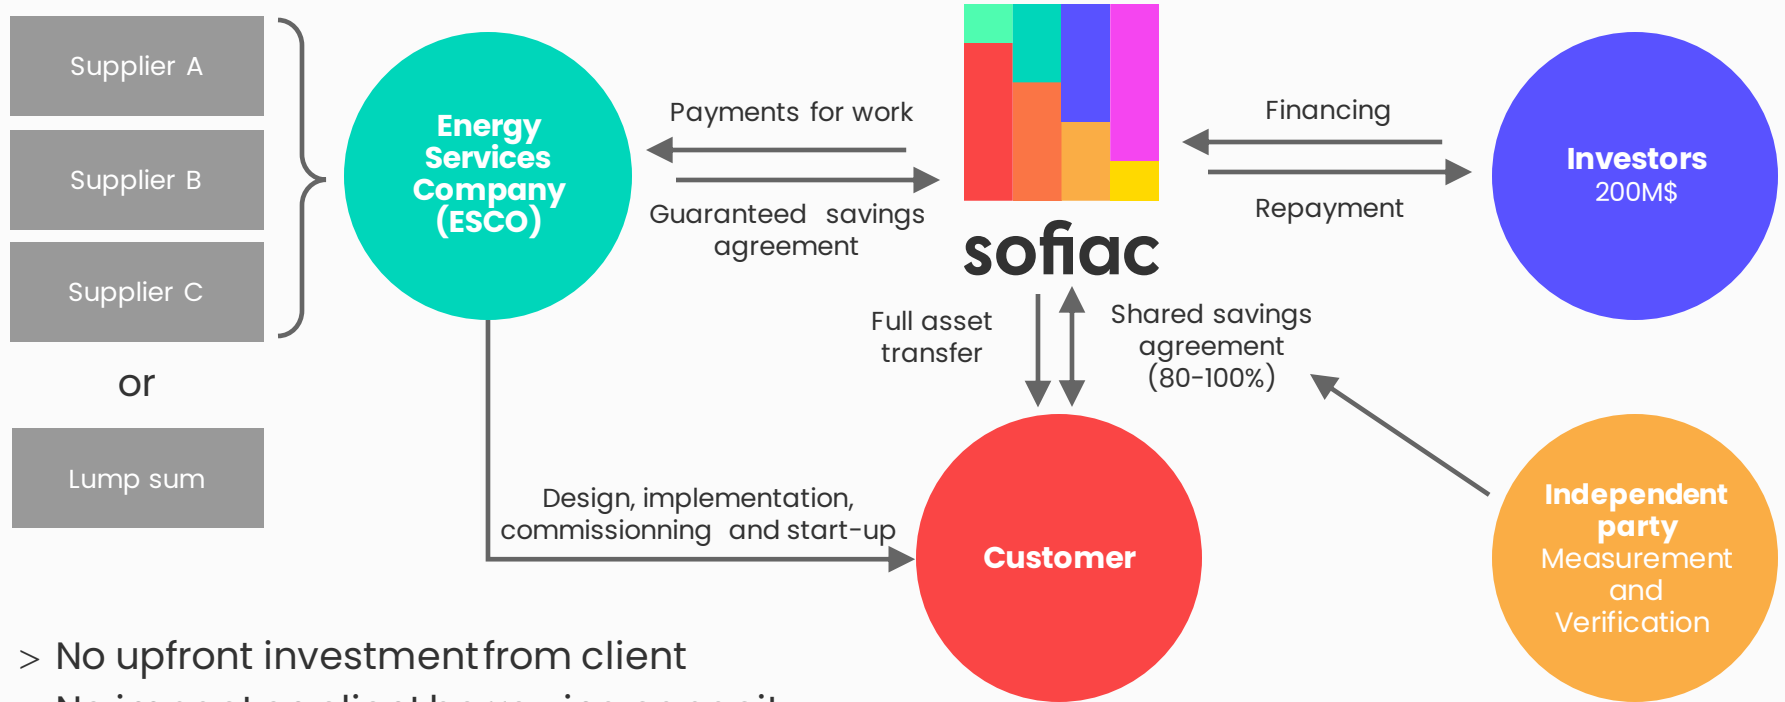 Supplier A
Supplier B
Supplier C
or
Lump sum
Energy
Services
Company
(ESCO)
Payments for work
Guaranteed savings
agreement
sofiac
Financing
Repayment
Investors
200M$
Full asset
transfer
Shared savings
agreement
(80-100%)
Design, implementation,
commissionning and start-up
Customer
Independent
party
Measurement
and
Verification
> No upfront investment from client